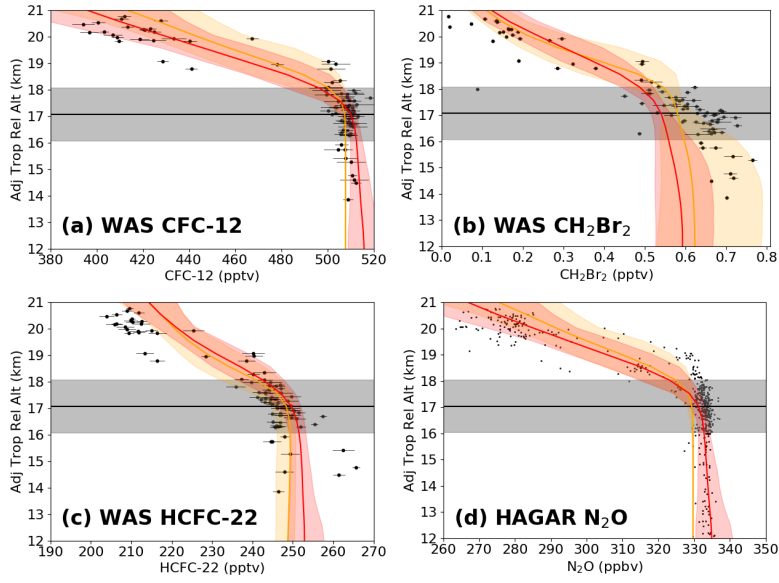 21
20
19
18
17
16
15
14
13
12
Adj Trop Rel Alt (km)
(a) WAS CFC-12
380 400 420 440 460 480 500 520
CFC-12 (pptv)
21
20
19
18
17
16
15
14
13
12
Adj Trop Rel Alt (km)
(b) WAS CH₂Br₂
0.0 0.1 0.2 0.3 0.4 0.5 0.6 0.7 0.8
CH₂Br₂ (pptv)
21
20
19
18
17
16
15
14
13
12
Adj Trop Rel Alt (km)
(c) WAS HCFC-22
190 200 210 220 230 240 250 260 270
HCFC-22 (pptv)
21
20
19
18
17
16
15
14
13
12
Adj Trop Rel Alt (km)
(d) HAGAR N₂O
260 270 280 290 300 310 320 330 340 350
N₂O (ppbv)